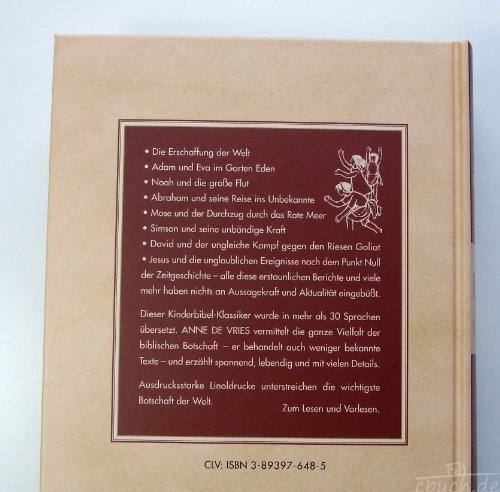 • Die Erschaffung der Welt
• Adam und Eva im Garten Eden
• Noah und die große Flut
• Abraham und seine Reise ins Unbekannte
• Mose und der Durchzug durch das Rote Meer
• Simson und seine unbändige Kraft
• David und der ungleiche Kampf gegen den Riesen Goliat
• Jesus und die unglaublichen Ereignisse nach dem Punkt Null
der Zeitgeschichte – alle diese erstaunlichen Berichte und viele
mehr haben nichts an Aussagekraft und Aktualität eingebüßt.
Dieser Kinderbibel-Klassiker wurde in mehr als 30 Sprachen
übersetzt. ANNE DE VRIES vermittelt die ganze Vielfalt der
biblischen Botschaft – er behandelt auch weniger bekannte
Texte – und erzählt spannend, lebendig und mit vielen Details.
Ausdrucksstarke Linoldrucke unterstreichen die wichtigste
Botschaft der Welt.
Zum Lesen und Vorlesen.
CLV: ISBN 3-89397-648-5
cbuch.de